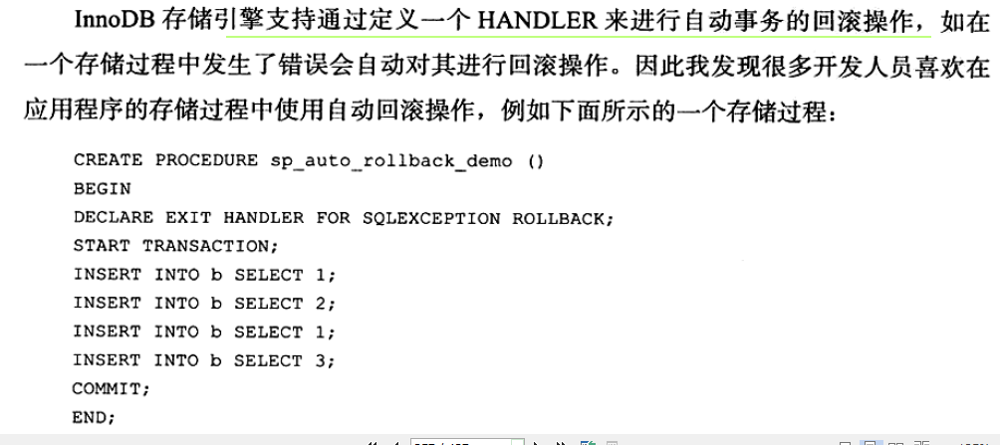 InnoDB 存储引擎支持通过定义一个 HANDLER 来进行自动事务的回滚操作，如在
一个存储过程中发生了错误会自动对其进行回滚操作。因此我发现很多开发人员喜欢在
应用程序的存储过程中使用自动回滚操作，例如下面所示的一个存储过程：
CREATE PROCEDURE sp_auto_rollback_demo ()
BEGIN
DECLARE EXIT HANDLER FOR SQLEXCEPTION ROLLBACK;
START TRANSACTION;
INSERT INTO b SELECT 1;
INSERT INTO b SELECT 2;
INSERT INTO b SELECT 1;
INSERT INTO b SELECT 3;
COMMIT;
END;